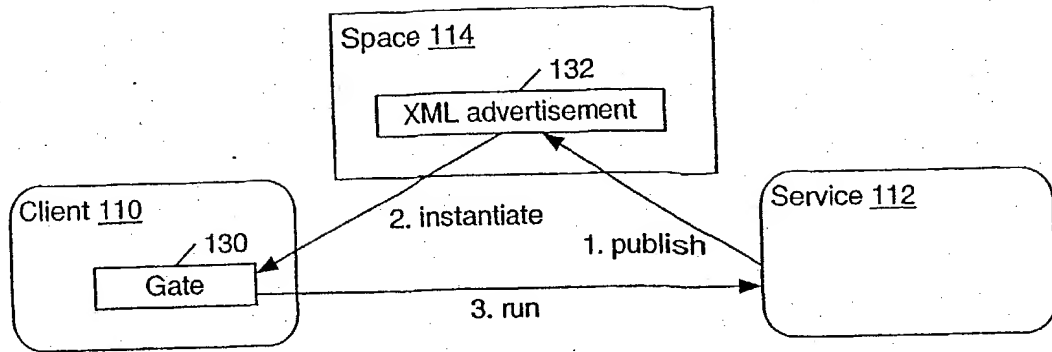 Space 114
132
XML advertisement
Client 110
130
Gate
2. instantiate
1. publish
3. run
Service 112